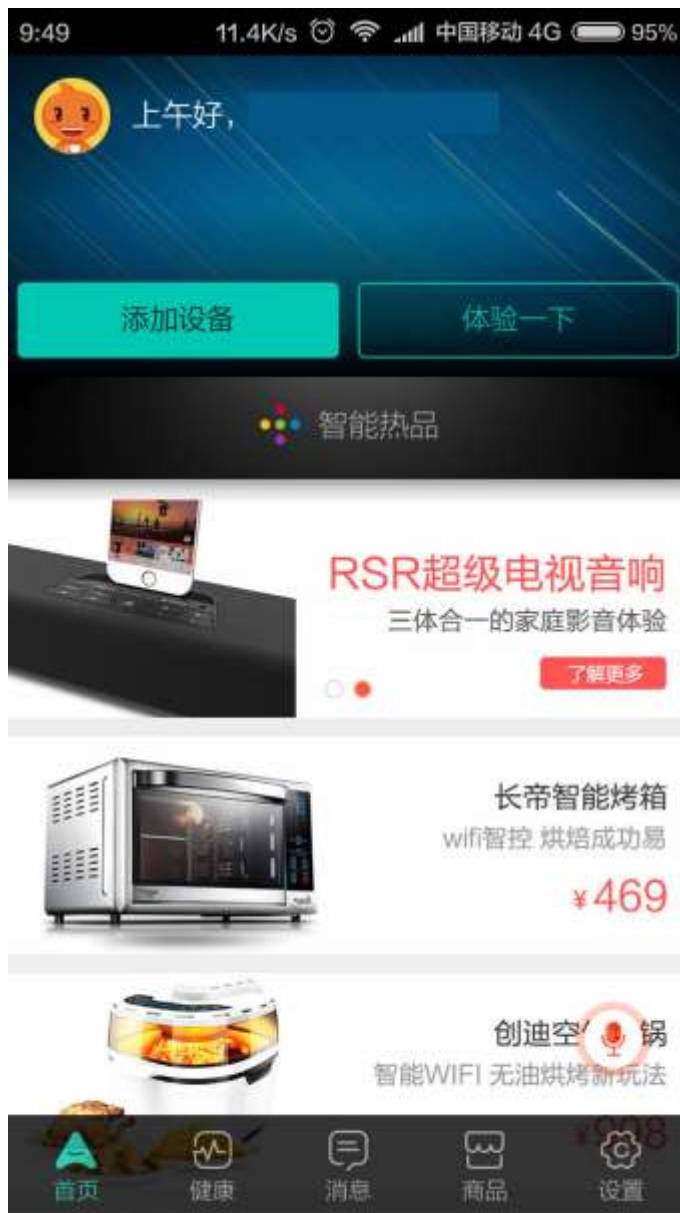 9:49 11.4K/s 中国移动 4G 95%
上午好，
添加设备 体验一下
智能热品
RSR超级电视音响
三体合一的家庭影音体验
了解更多
长帝智能烤箱
wifi智控 烘焙成功易
¥469
创迪空 锅
智能WIFI 无油烘烤新玩法
首页 健康 消息 商品 设置